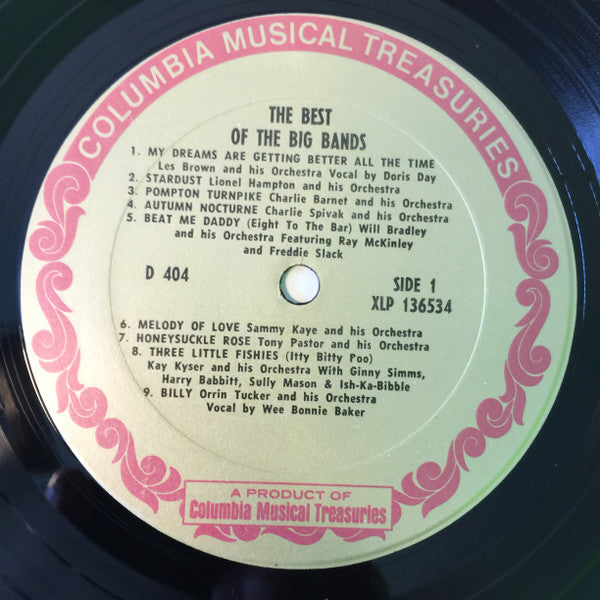 COLUMBIA MUSICAL TREASURIES
THE BEST
OF THE BIG BANDS
1. MY DREAMS ARE GETTING BETTER ALL THE TIME
Les Brown and his Orchestra Vocal by Doris Day
2. STARDUST Lionel Hampton and his Orchestra
3. POMPTON TURNPIKE Charlie Barnet and his Orchestra
4. AUTUMN NOCTURNE Charlie Spivak and his Orchestra
5. BEAT ME DADDY (Eight To The Bar) Will Bradley
and his Orchestra Featuring Ray McKinley
and Freddie Slack
D 404
SIDE 1
XLP 136534
6. MELODY OF LOVE Sammy Kaye and his Orchestra
7. HONEYSUCKLE ROSE Tony Pastor and his Orchestra
8. THREE LITTLE FISHIES (Itty Bitty Poo)
Kay Kyser and his Orchestra With Ginny Simms,
Harry Babbitt, Sully Mason & Ish-Ka-Bibble
9. BILLY Orrin Tucker and his Orchestra
Vocal by Wee Bonnie Baker
A PRODUCT OF
Columbia Musical Treasuries